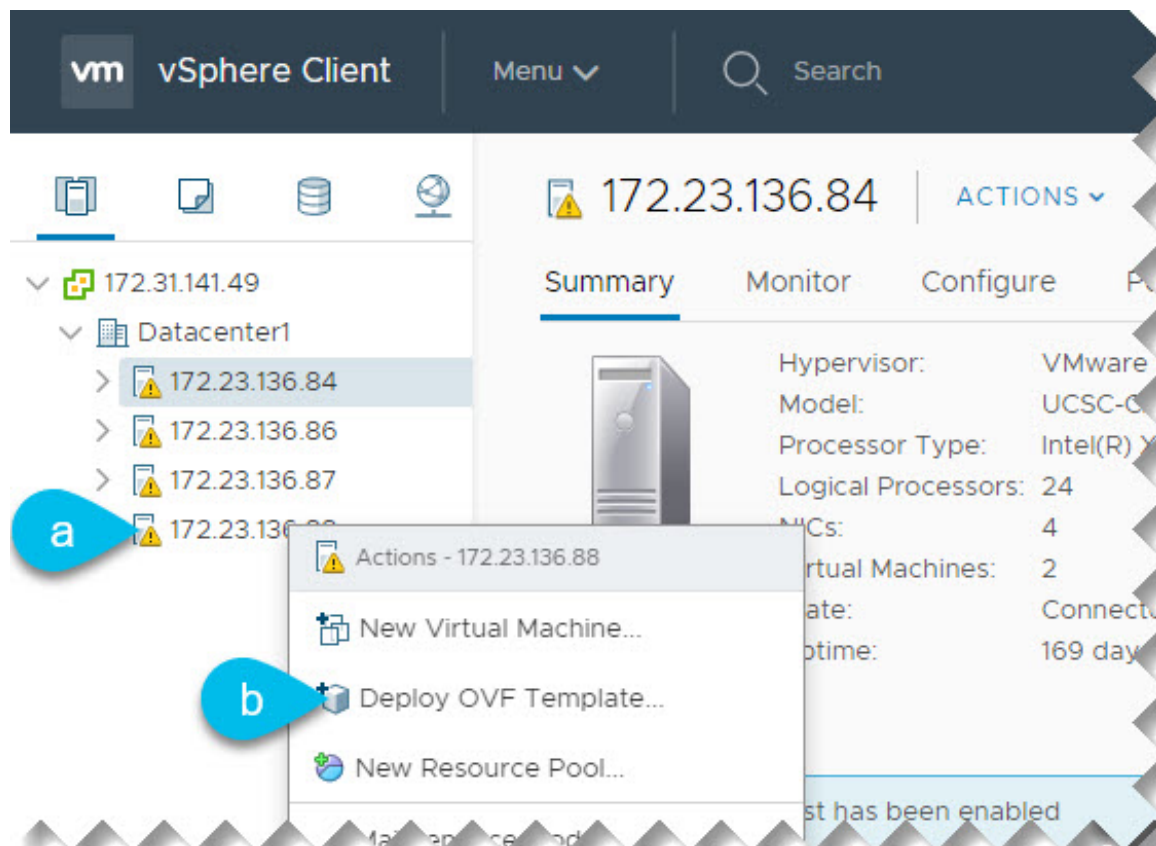 vm vSphere Client Menu Search
172.23.136.84 ACTIONS
172.31.141.49
Datacenter1
172.23.136.84
172.23.136.86
172.23.136.87
a
Summary Monitor Configure
Hypervisor: VMware
Model:
Processor Type: Intel(R)
Logical Processors: 24
NICs: 4
Machines: 2
Uptime: 169
Actions - 172.23.136.88
New Virtual Machine...
b
Deploy OVF Template...
New Resource Pool...
has been enabled